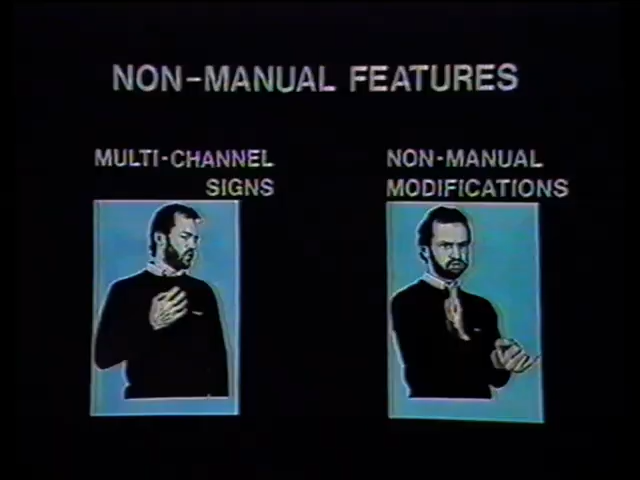 NON-MANUAL FEATURES
MULTI-CHANNEL
SIGNS
NON-MANUAL
MODIFICATIONS